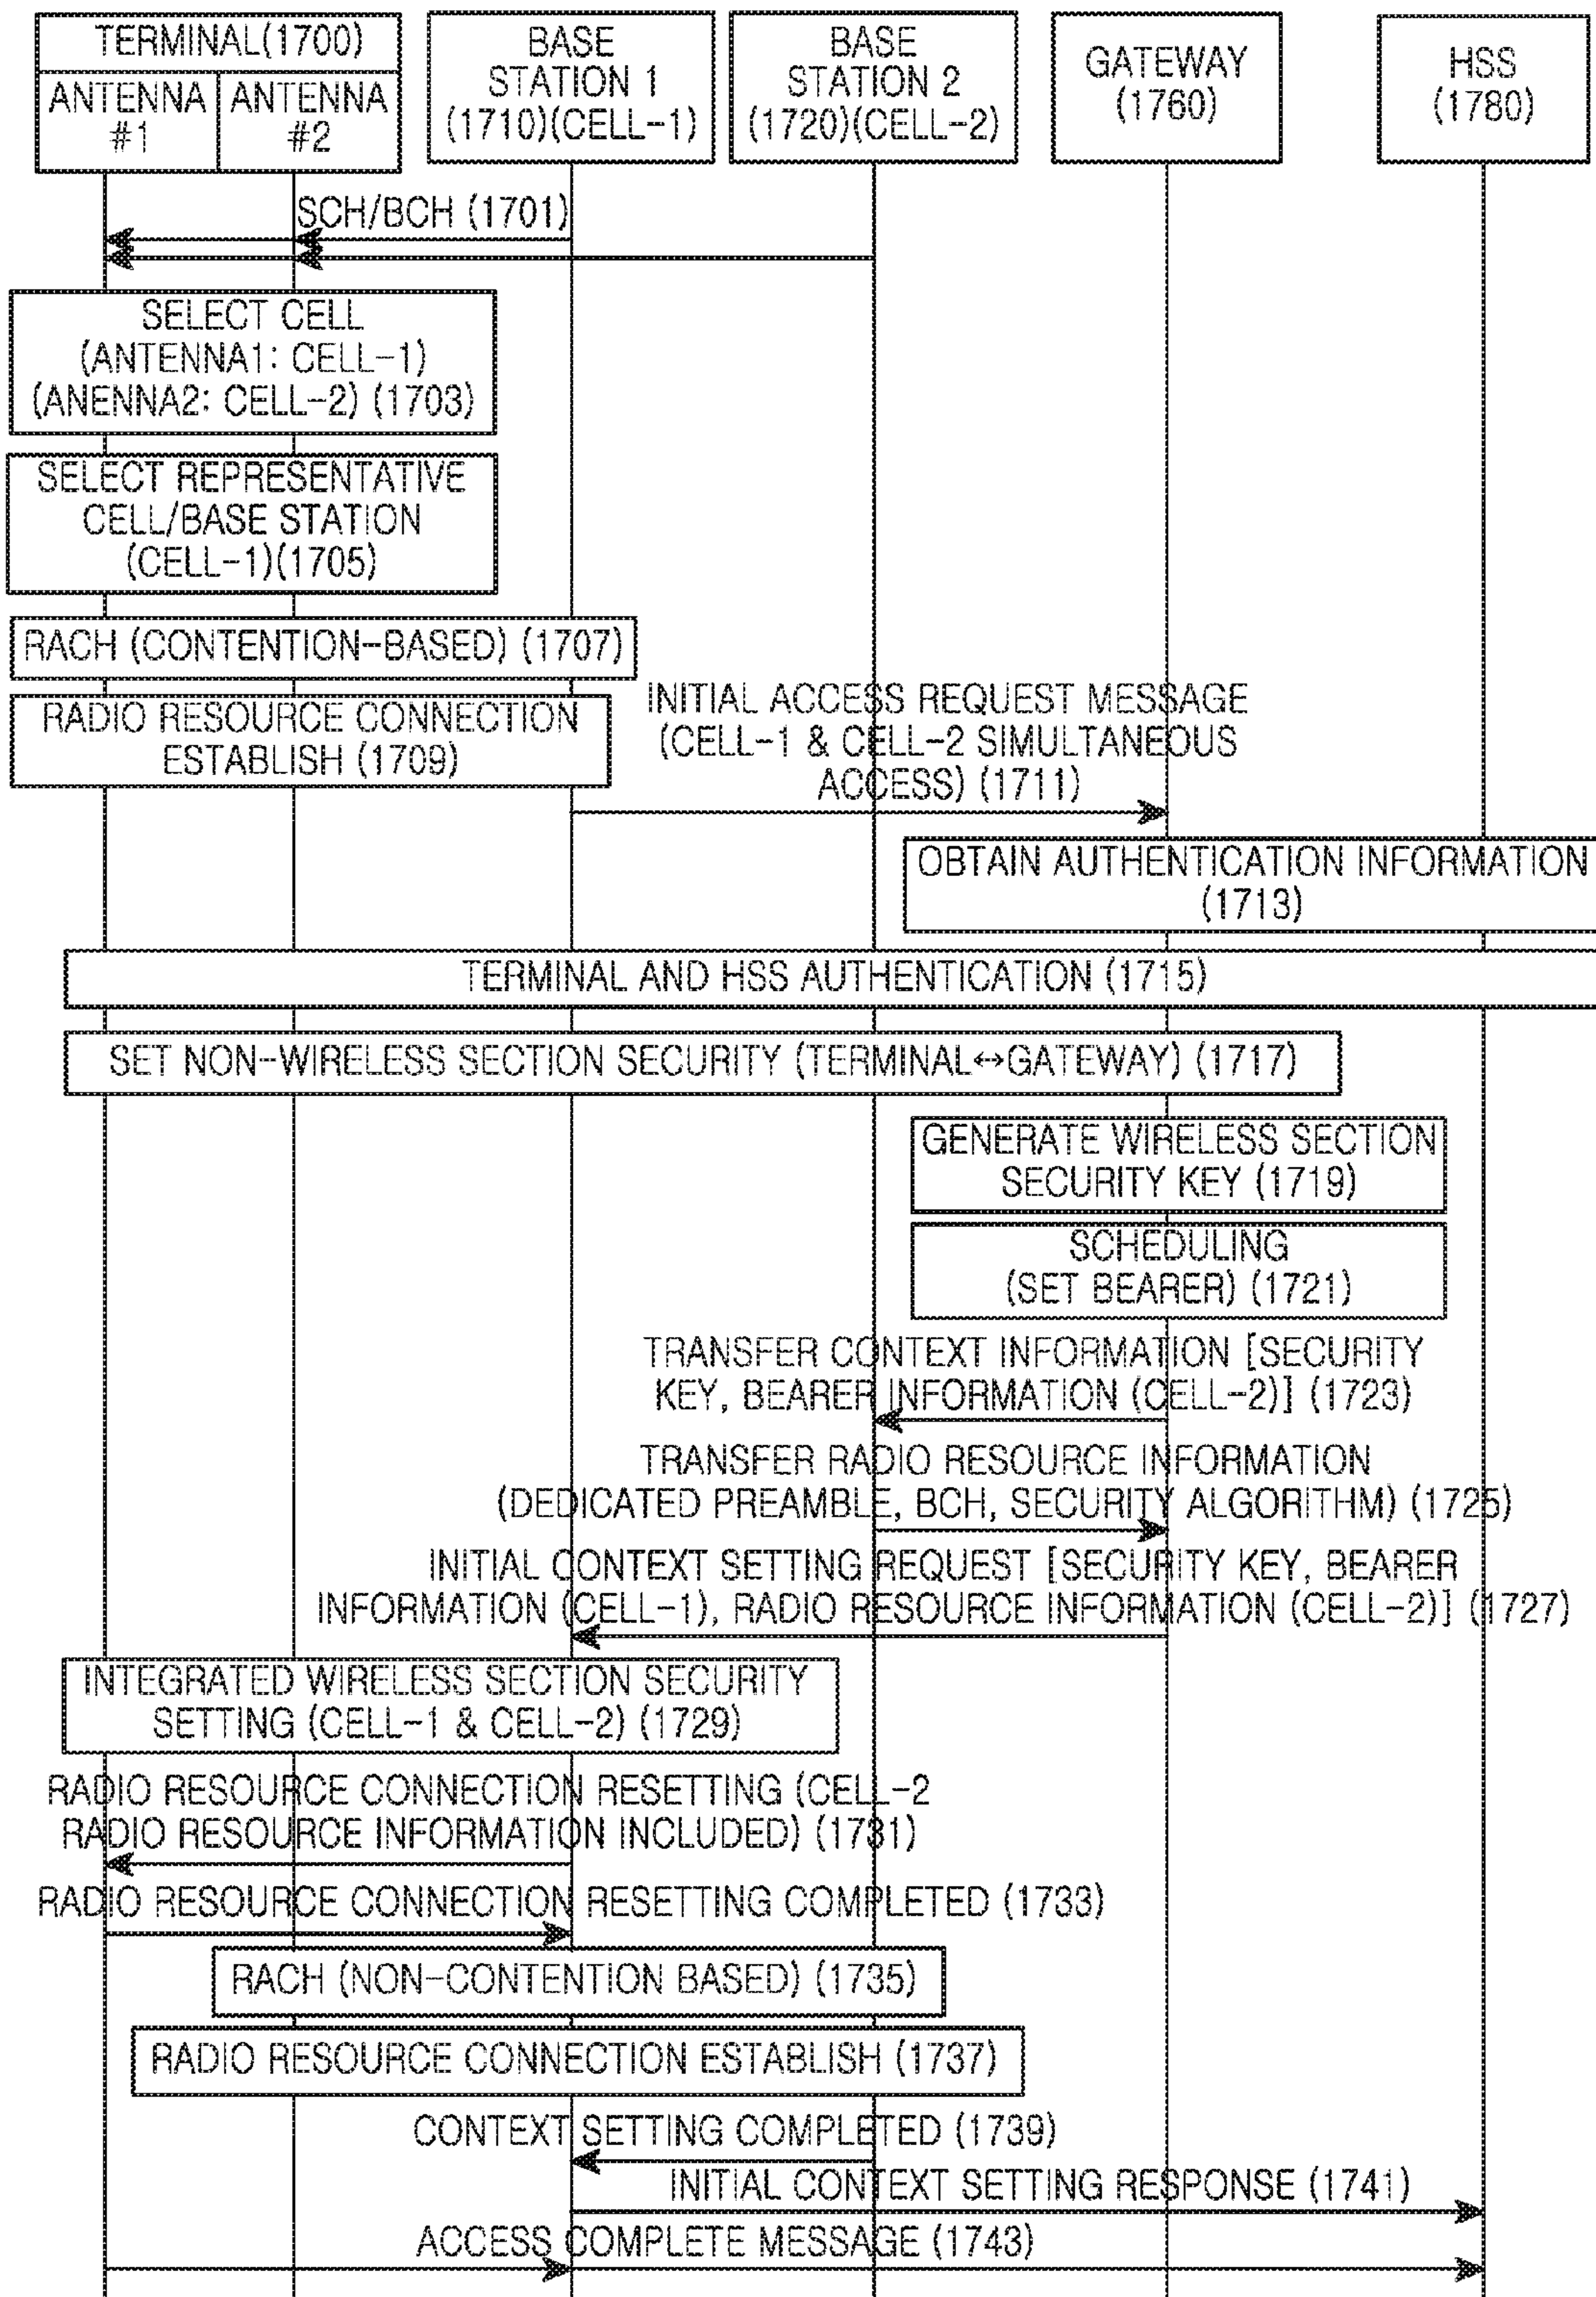 TERMINAL(1700)
ANTENNA
#1
ANTENNA
#2
BASE
STATION 1
(1710)(CELL-1)
BASE
STATION 2
(1720)(CELL-2)
GATEWAY
(1760)
HSS
(1780)
SCH/BCH (1701)
SELECT CELL
(ANTENNA1: CELL-1)
(ANENNA2: CELL-2) (1703)
SELECT REPRESENTATIVE
CELL/BASE STATION
(CELL-1)(1705)
RACH (CONTENTION-BASED) (1707)
RADIO RESOURCE CONNECTION
ESTABLISH (1709)
INITIAL ACCESS REQUEST MESSAGE
(CELL-1 & CELL-2 SIMULTANEOUS
ACCESS) (1711)
OBTAIN AUTHENTICATION INFORMATION
(1713)
TERMINAL AND HSS AUTHENTICATION (1715)
SET NON-WIRELESS SECTION SECURITY (TERMINAL↔GATEWAY) (1717)
GENERATE WIRELESS SECTION
SECURITY KEY (1719)
SCHEDULING
(SET BEARER) (1721)
TRANSFER CONTEXT INFORMATION [SECURITY
KEY, BEARER INFORMATION (CELL-2)] (1723)
TRANSFER RADIO RESOURCE INFORMATION
(DEDICATED PREAMBLE, BCH, SECURITY ALGORITHM) (1725)
INITIAL CONTEXT SETTING REQUEST [SECURITY KEY, BEARER
INFORMATION (CELL-1), RADIO RESOURCE INFORMATION (CELL-2)] (1727)
INTEGRATED WIRELESS SECTION SECURITY
SETTING (CELL-1 & CELL-2) (1729)
RADIO RESOURCE CONNECTION RESETTING (CELL-2
RADIO RESOURCE INFORMATION INCLUDED) (1731)
RADIO RESOURCE CONNECTION RESETTING COMPLETED (1733)
RACH (NON-CONTENTION BASED) (1735)
RADIO RESOURCE CONNECTION ESTABLISH (1737)
CONTEXT SETTING COMPLETED (1739)
INITIAL CONTEXT SETTING RESPONSE (1741)
ACCESS COMPLETE MESSAGE (1743)